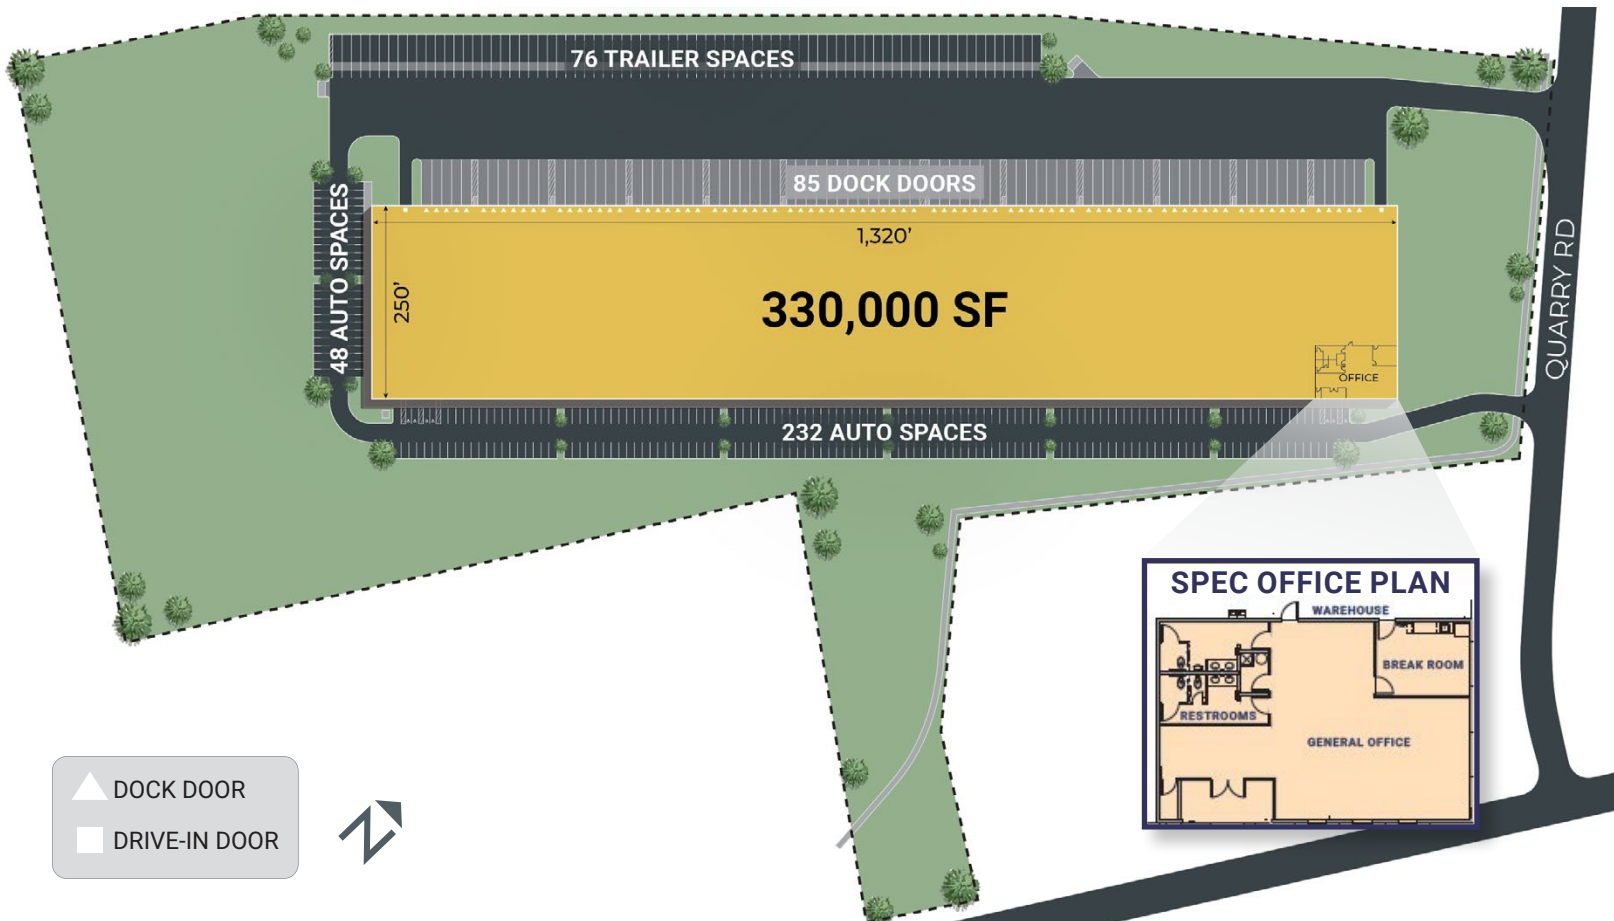 76 TRAILER SPACES
85 DOCK DOORS
1,320'
48 AUTO SPACES
250'
330,000 SF
QUARRY RD
OFFICE
232 AUTO SPACES
SPEC OFFICE PLAN
WAREHOUSE
BREAK ROOM
RESTROOMS
GENERAL OFFICE
DOCK DOOR
DRIVE-IN DOOR
N